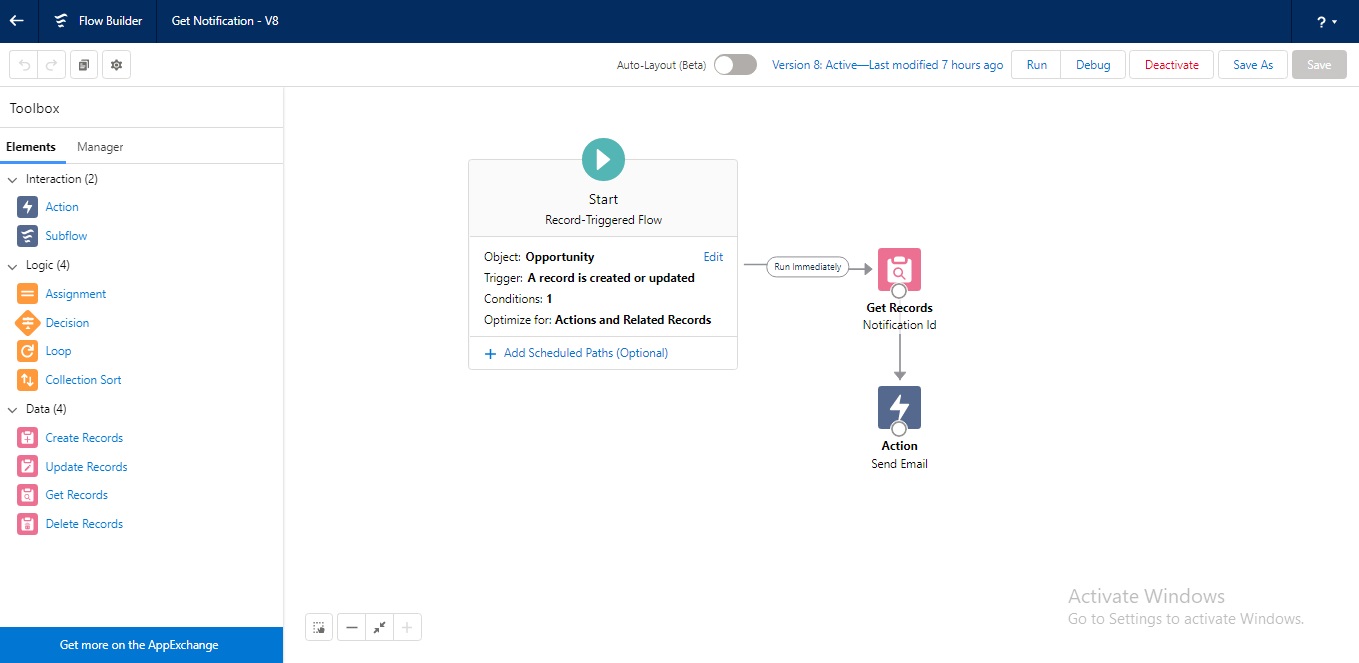 Flow Builder
Get Notification - V8
?
Auto-Layout (Beta)
Version 8: Active—Last modified 7 hours ago
Run
Debug
Deactivate
Save As
Save
Toolbox
Elements
Manager
Interaction (2)
Action
Subflow
Logic (4)
Assignment
Decision
Loop
Collection Sort
Data (4)
Create Records
Update Records
Get Records
Delete Records
Get more on the AppExchange
Start
Record-Triggered Flow
Object: Opportunity
Edit
Trigger: A record is created or updated
Conditions: 1
Optimize for: Actions and Related Records
+ Add Scheduled Paths (Optional)
Run Immediately
Get Records
Notification Id
Action
Send Email
Activate Windows
Go to Settings to activate Windows.